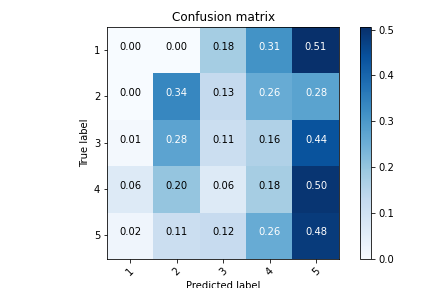 Confusion matrix
1 0.00 0.00 0.18 0.31 0.51
2 0.00 0.34 0.13 0.26 0.28
3 0.01 0.28 0.11 0.16 0.44
4 0.06 0.20 0.06 0.18 0.50
5 0.02 0.11 0.12 0.26 0.48
1 2 3 4 5
True label
Predicted label
0.5
0.4
0.3
0.2
0.1
0.0